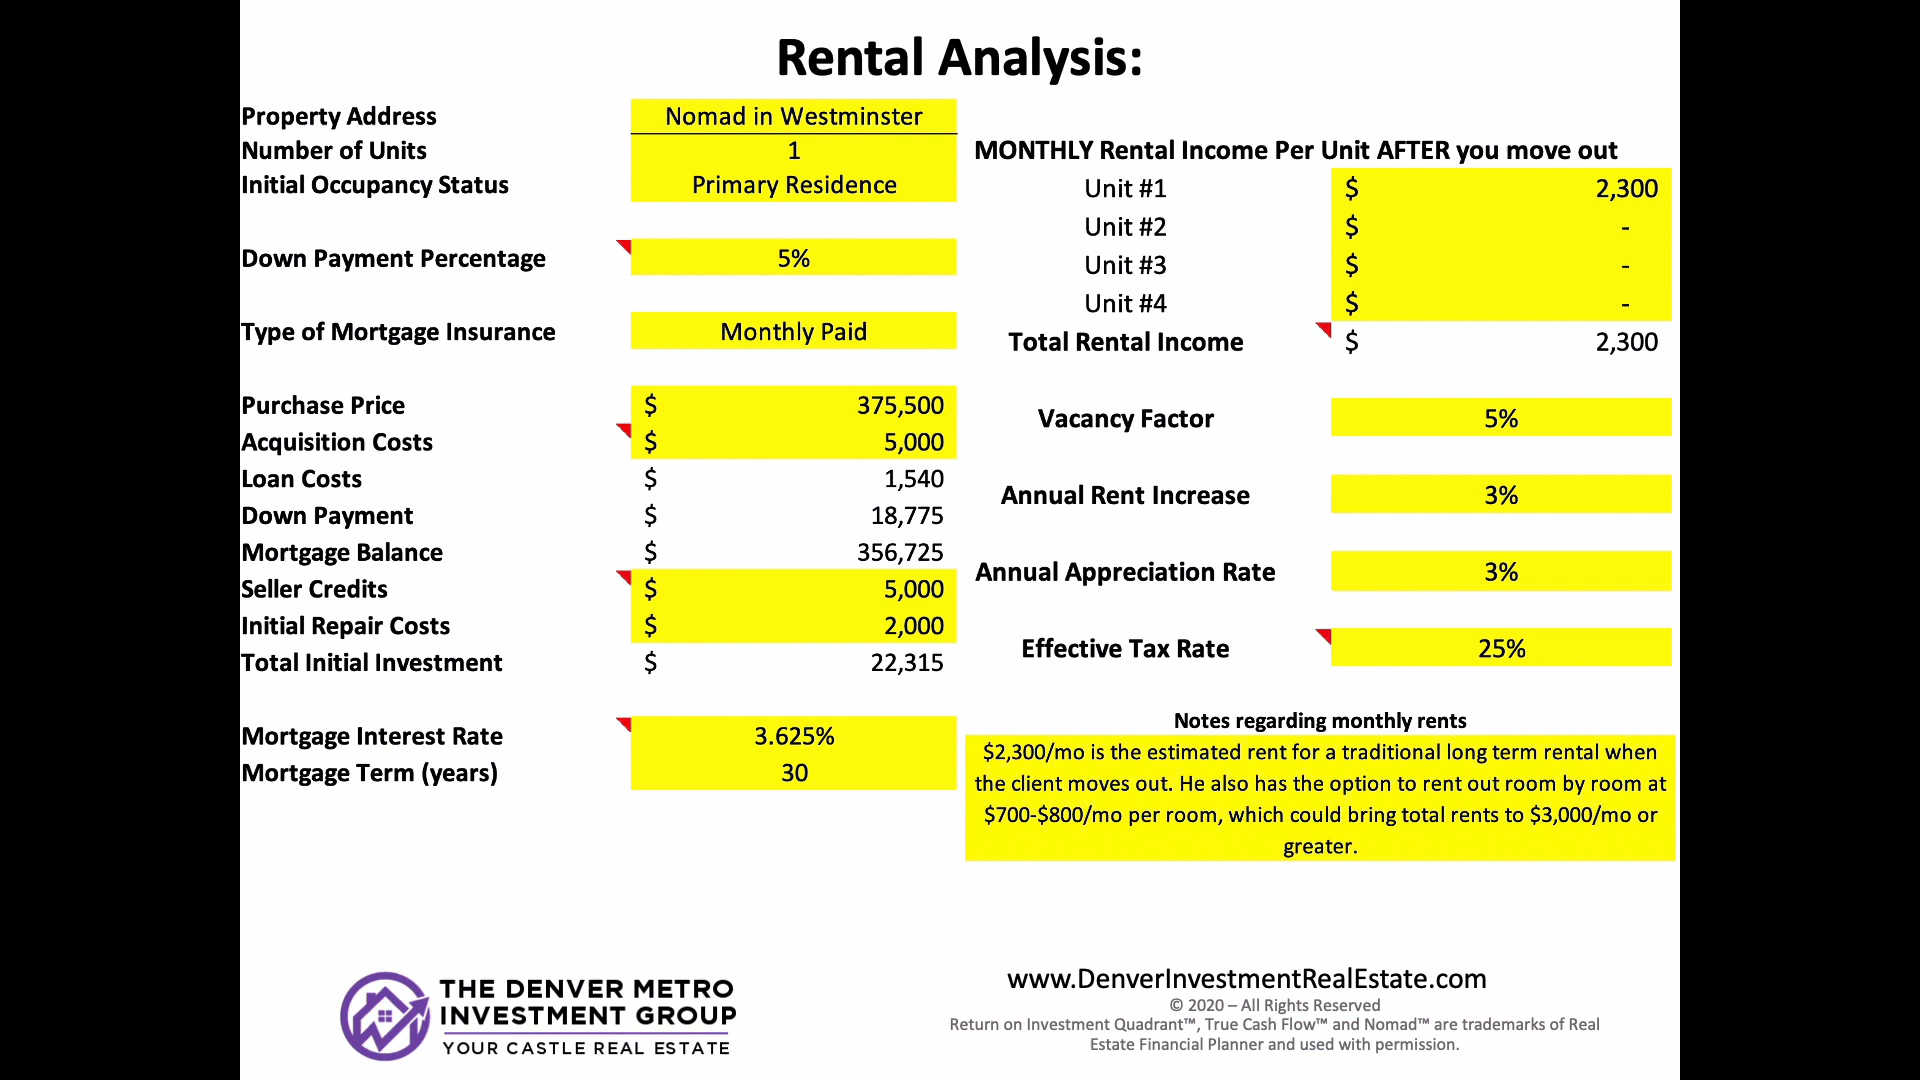 Rental Analysis:
Property Address Nomad in Westminster
Number of Units 1
Initial Occupancy Status Primary Residence
Down Payment Percentage 5%
Type of Mortgage Insurance Monthly Paid
Purchase Price $ 375,500
Acquisition Costs $ 5,000
Loan Costs $ 1,540
Down Payment $ 18,775
Mortgage Balance $ 356,725
Seller Credits $ 5,000
Initial Repair Costs $ 2,000
Total Initial Investment $ 22,315
Mortgage Interest Rate 3.625%
Mortgage Term (years) 30
MONTHLY Rental Income Per Unit AFTER you move out
Unit #1 $ 2,300
Unit #2 $ -
Unit #3 $ -
Unit #4 $ -
Total Rental Income $ 2,300
Vacancy Factor 5%
Annual Rent Increase 3%
Annual Appreciation Rate 3%
Effective Tax Rate 25%
Notes regarding monthly rents
$2,300/mo is the estimated rent for a traditional long term rental when
the client moves out. He also has the option to rent out room by room at
$700-$800/mo per room, which could bring total rents to $3,000/mo or
greater.
THE DENVER METRO
INVESTMENT GROUP
YOUR CASTLE REAL ESTATE
www.DenverInvestmentRealEstate.com
© 2020 – All Rights Reserved
Return on Investment Quadrant™, True Cash Flow™ and Nomad™ are trademarks of Real
Estate Financial Planner and used with permission.